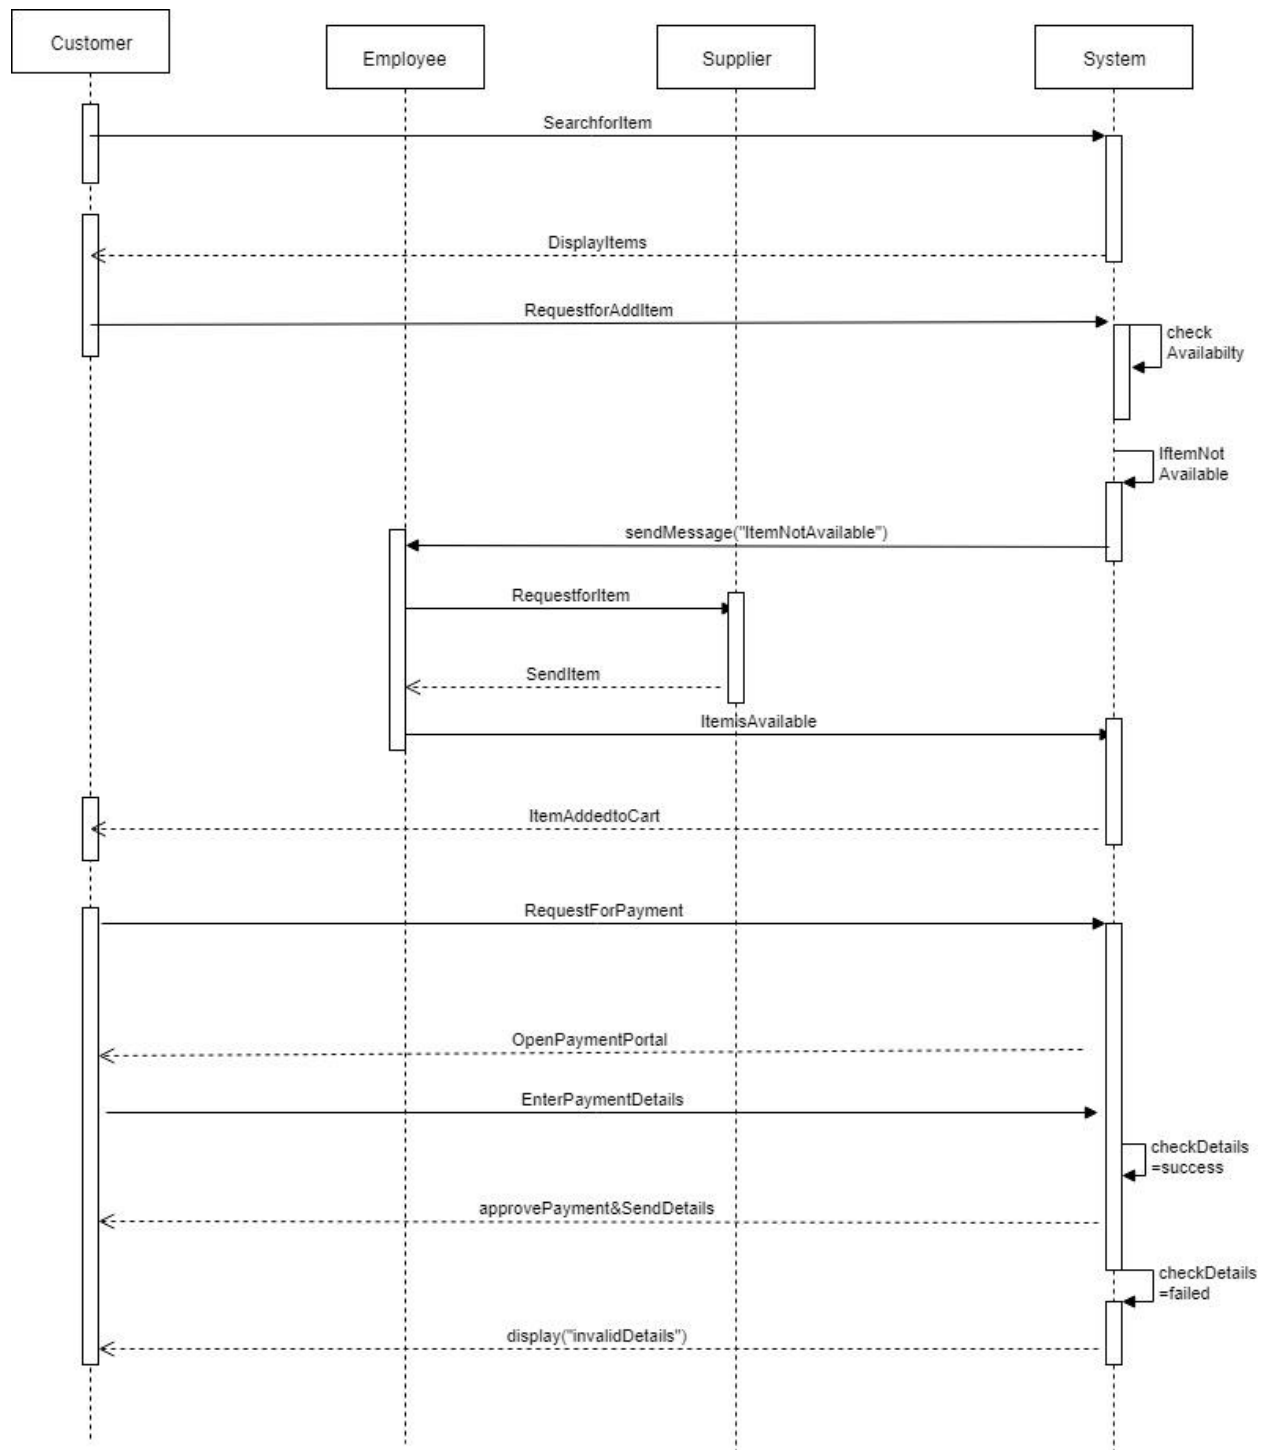 Customer
Employee
Supplier
System
SearchforItem
DisplayItems
RequestforAddItem
check
Availabilty
IftemNot
Available
sendMessage("ItemNotAvailable")
RequestforItem
SendItem
ItemisAvailable
ItemAddedtoCart
RequestForPayment
OpenPaymentPortal
EnterPaymentDetails
checkDetails
=success
approvePayment&SendDetails
checkDetails
=failed
display("invalidDetails")